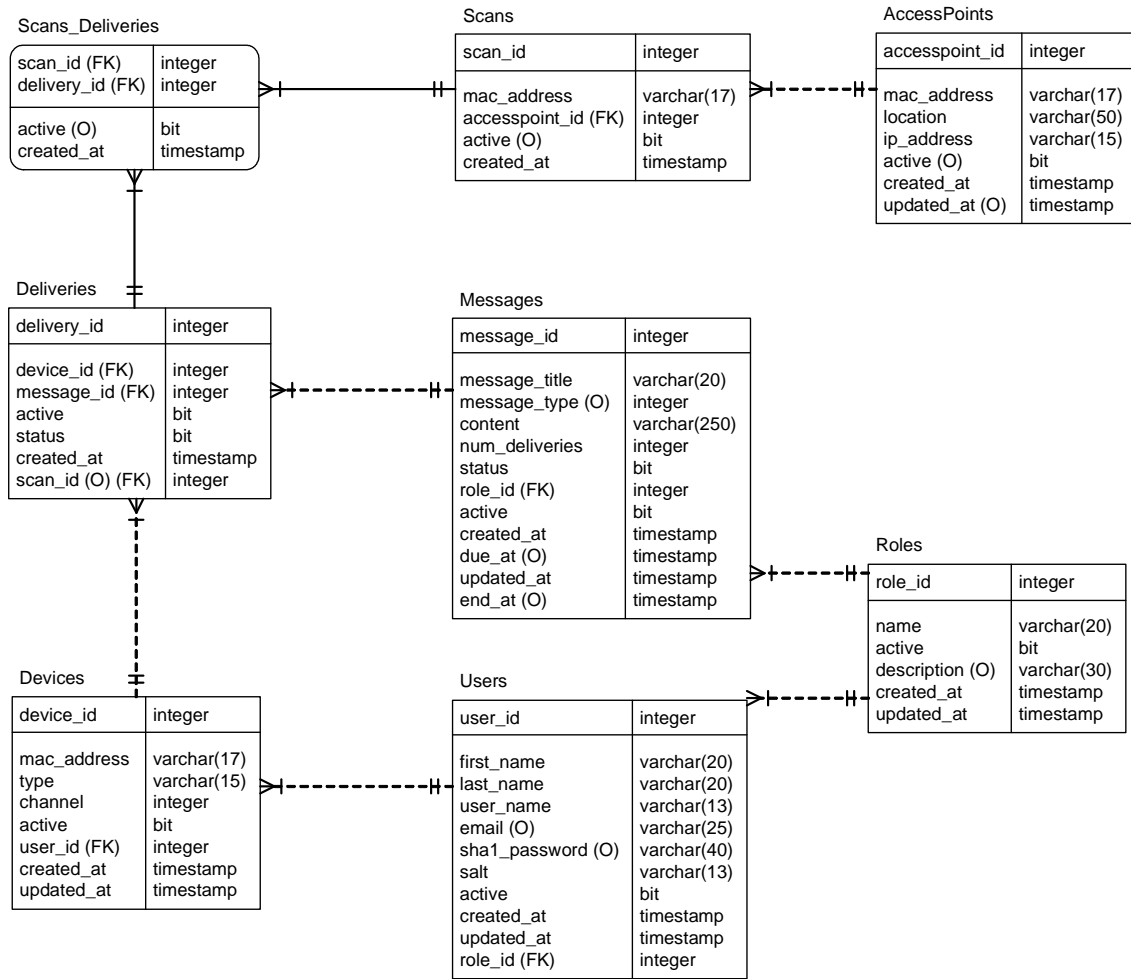 Scans_Deliveries
scan_id (FK) integer
delivery_id (FK) integer
active (O) bit
created_at timestamp
Scans
scan_id integer
mac_address varchar(17)
accesspoint_id (FK) integer
active (O) bit
created_at timestamp
AccessPoints
accesspoint_id integer
mac_address varchar(17)
location varchar(50)
ip_address varchar(15)
active (O) bit
created_at timestamp
updated_at (O) timestamp
Deliveries
delivery_id integer
device_id (FK) integer
message_id (FK) integer
active bit
status bit
created_at timestamp
scan_id (O) (FK) integer
Messages
message_id integer
message_title varchar(20)
message_type (O) integer
content varchar(250)
num_deliveries integer
status bit
role_id (FK) integer
active bit
created_at timestamp
due_at (O) timestamp
updated_at timestamp
end_at (O) timestamp
Roles
role_id integer
name varchar(20)
active bit
description (O) varchar(30)
created_at timestamp
updated_at timestamp
Devices
device_id integer
mac_address varchar(17)
type varchar(15)
channel integer
active bit
user_id (FK) integer
created_at timestamp
updated_at timestamp
Users
user_id integer
first_name varchar(20)
last_name varchar(20)
user_name varchar(13)
email (O) varchar(25)
sha1_password (O) varchar(40)
salt varchar(13)
active bit
created_at timestamp
updated_at timestamp
role_id (FK) integer